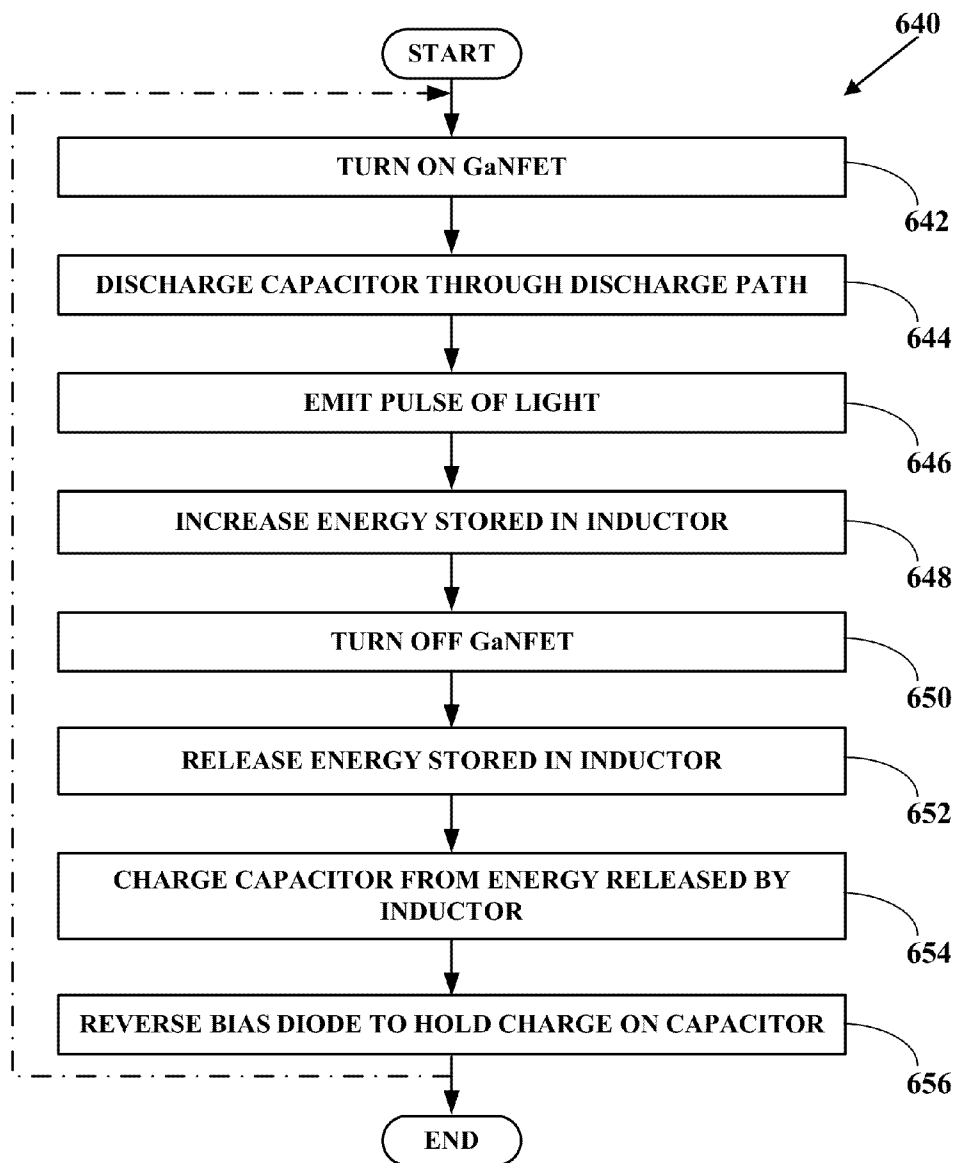 640
START
TURN ON GaNFET
642
DISCHARGE CAPACITOR THROUGH DISCHARGE PATH
644
EMIT PULSE OF LIGHT
646
INCREASE ENERGY STORED IN INDUCTOR
648
TURN OFF GaNFET
650
RELEASE ENERGY STORED IN INDUCTOR
652
CHARGE CAPACITOR FROM ENERGY RELEASED BY
INDUCTOR
654
REVERSE BIAS DIODE TO HOLD CHARGE ON CAPACITOR
656
END